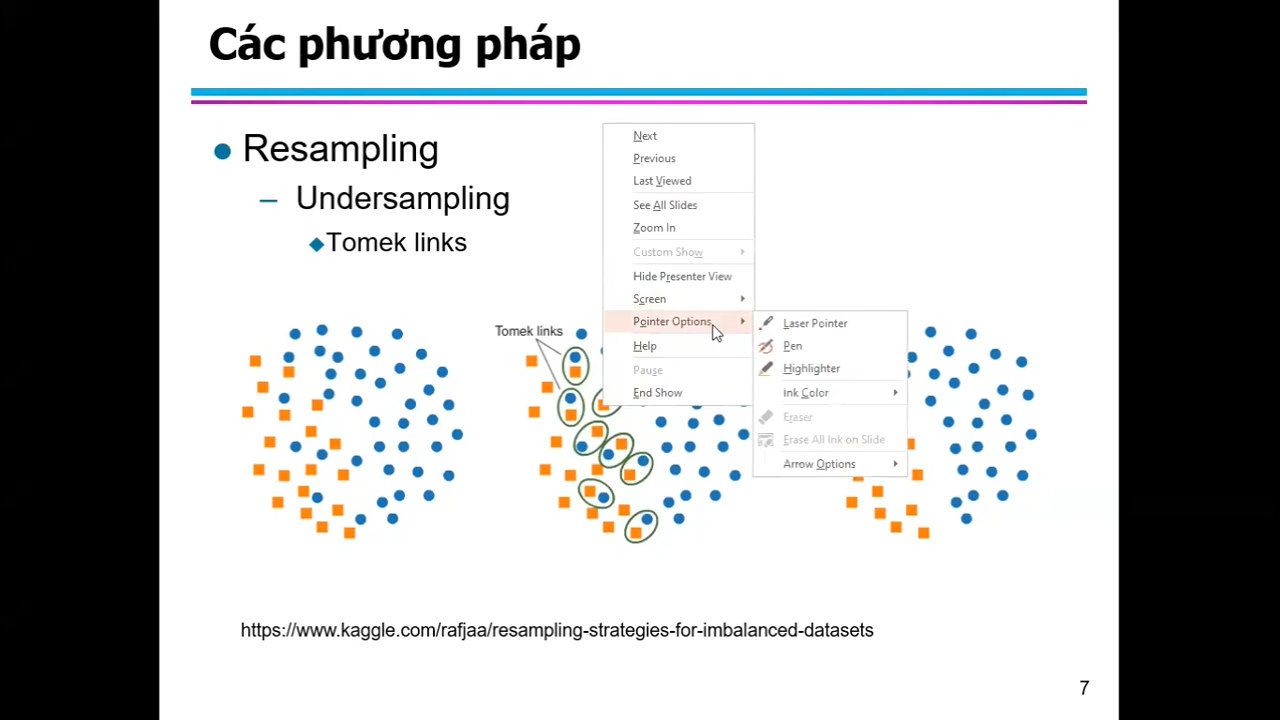 Các phương pháp
Resampling
– Undersampling
Tomek links
Next
Previous
Last Viewed
See All Slides
Zoom In
Custom Show
Hide Presenter View
Screen
Pointer Options
Help
Pause
End Show
Laser Pointer
Pen
Highlighter
Ink Color
Eraser
Erase All Ink on Slide
Arrow Options
Tomek links
https://www.kaggle.com/rafjaa/resampling-strategies-for-imbalanced-datasets
7